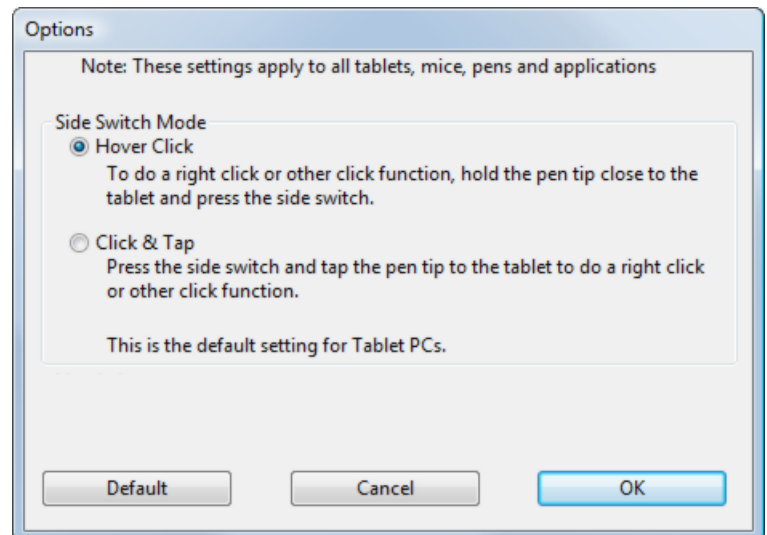 Options
Note: These settings apply to all tablets, mice, pens and applications
Side Switch Mode
Hover Click
To do a right click or other click function, hold the pen tip close to the
tablet and press the side switch.
Click & Tap
Press the side switch and tap the pen tip to the tablet to do a right click
or other click function.
This is the default setting for Tablet PCs.
Default
Cancel
OK